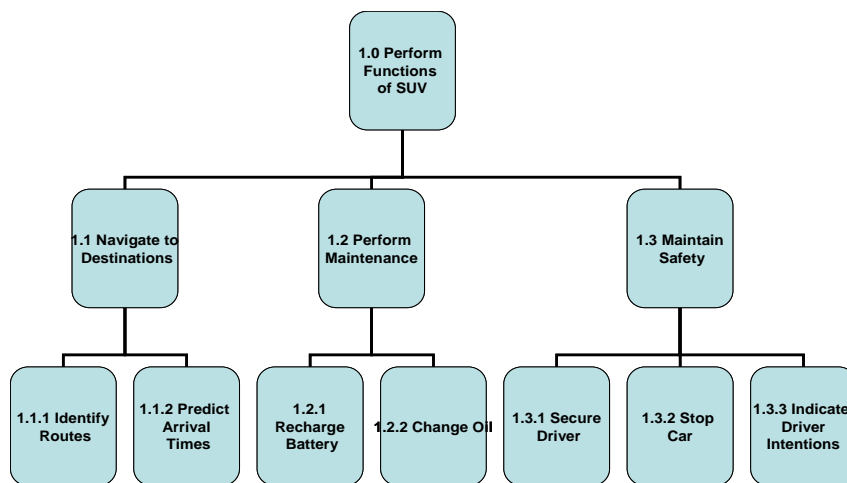 1.0 Perform
Functions
of SUV
1.1 Navigate to
Destinations
1.2 Perform
Maintenance
1.3 Maintain
Safety
1.1.1 Identify
Routes
1.1.2 Predict
Arrival
Times
1.2.1
Recharge
Battery
1.2.2 Change Oil
1.3.1 Secure
Driver
1.3.2 Stop
Car
1.3.3 Indicate
Driver
Intentions